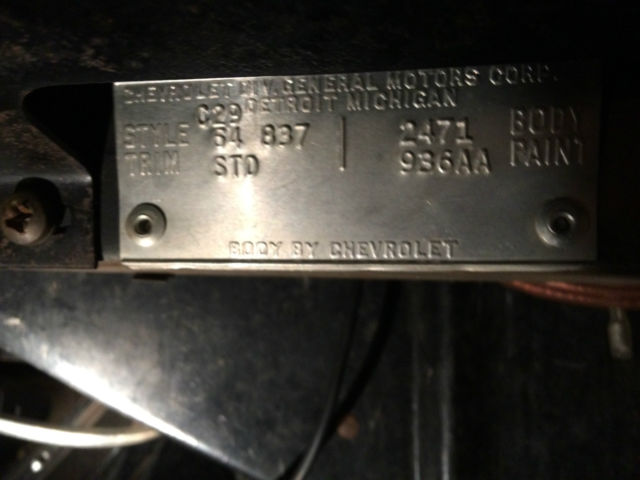 CHEVROLET DIV. GENERAL MOTORS CORP.
DETROIT MICHIGAN
C29
STYLE 64 837 2471 BODY
TRIM STD 936AA PAINT
BODY BY CHEVROLET